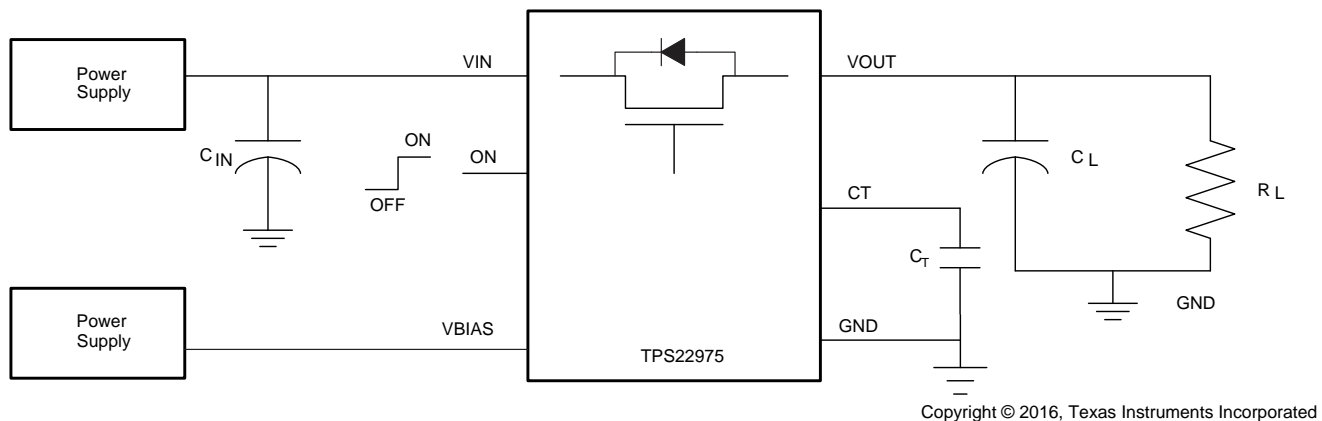 Power
Supply
VIN
VOUT
C IN
ON
OFF
ON
C L
R L
CT
C T
Power
Supply
VBIAS
GND
GND
TPS22975
Copyright © 2016, Texas Instruments Incorporated